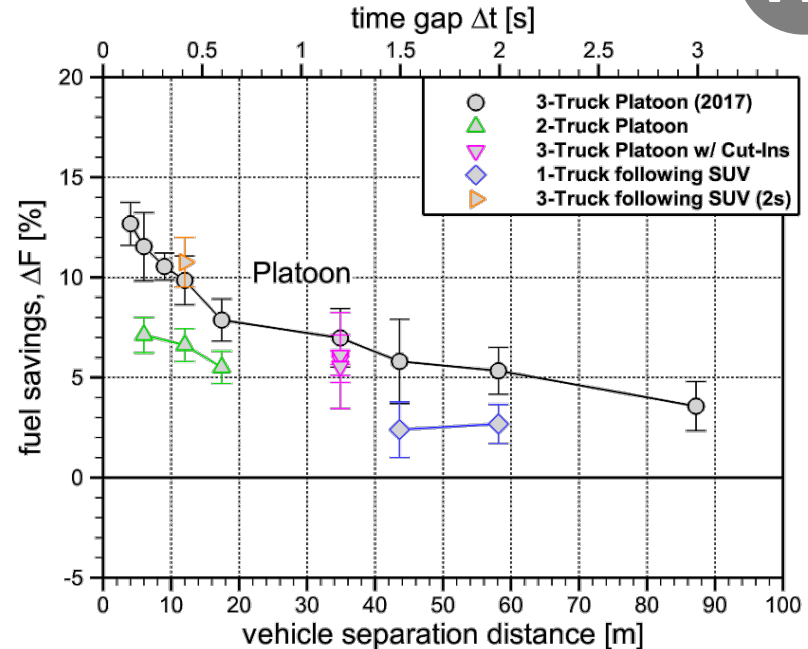 time gap Δt [s]
0 0.5 1 1.5 2 2.5 3
20
15
10
5
0
-5
fuel savings, ΔF [%]
3-Truck Platoon (2017)
2-Truck Platoon
3-Truck Platoon w/ Cut-Ins
1-Truck following SUV
3-Truck following SUV (2s)
Platoon
0 10 20 30 40 50 60 70 80 90 100
vehicle separation distance [m]